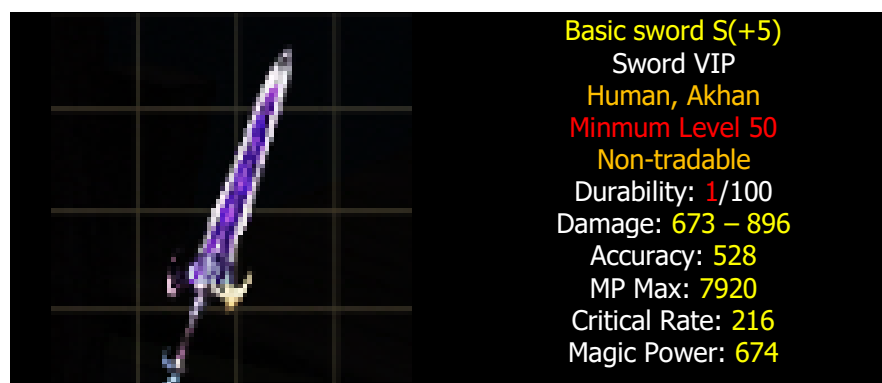 Basic sword S(+5)
Sword VIP
Human, Akhan
Minmum Level 50
Non-tradable
Durability: 1/100
Damage: 673 – 896
Accuracy: 528
MP Max: 7920
Critical Rate: 216
Magic Power: 674